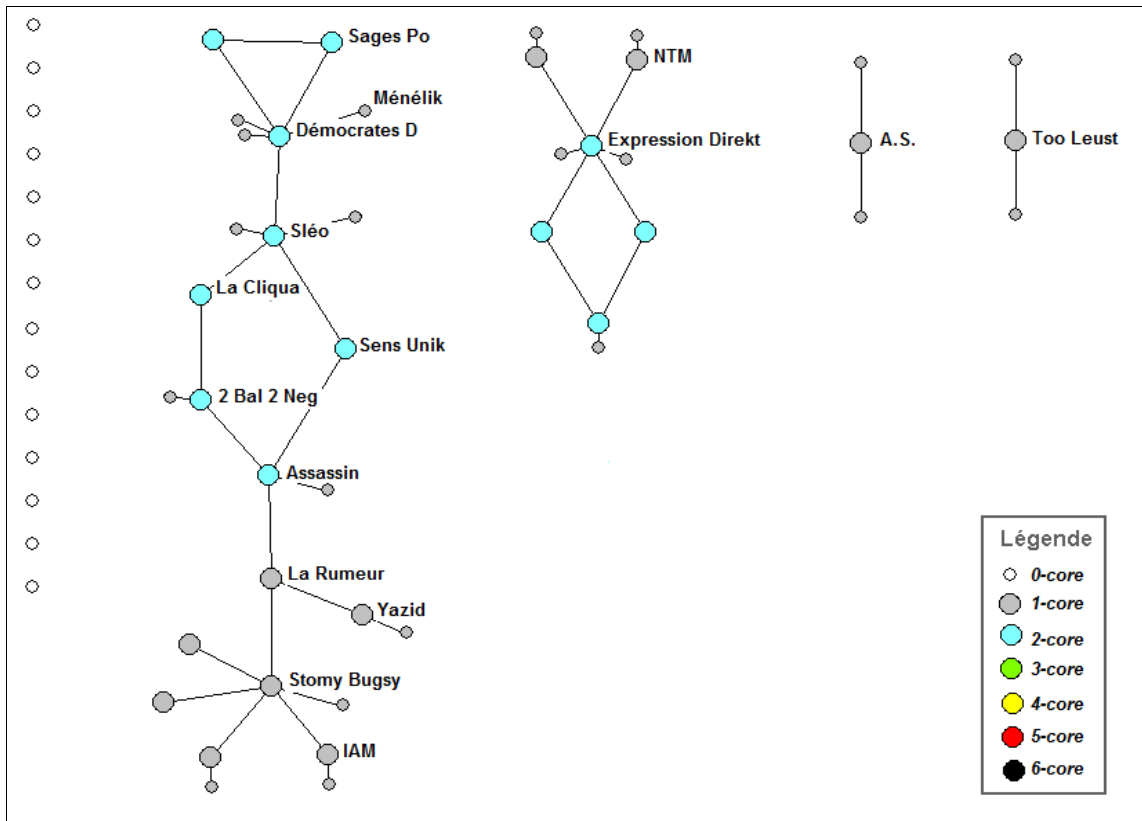 Sages Po
NTM
Ménélik
Démocrates D
Expression Direkt
A.S.
Too Leust
Sléo
La Cliqua
Sens Unik
2 Bal 2 Neg
Assassin
La Rumeur
Yazid
Stomy Bugsy
IAM
Légende
0-core
1-core
2-core
3-core
4-core
5-core
6-core